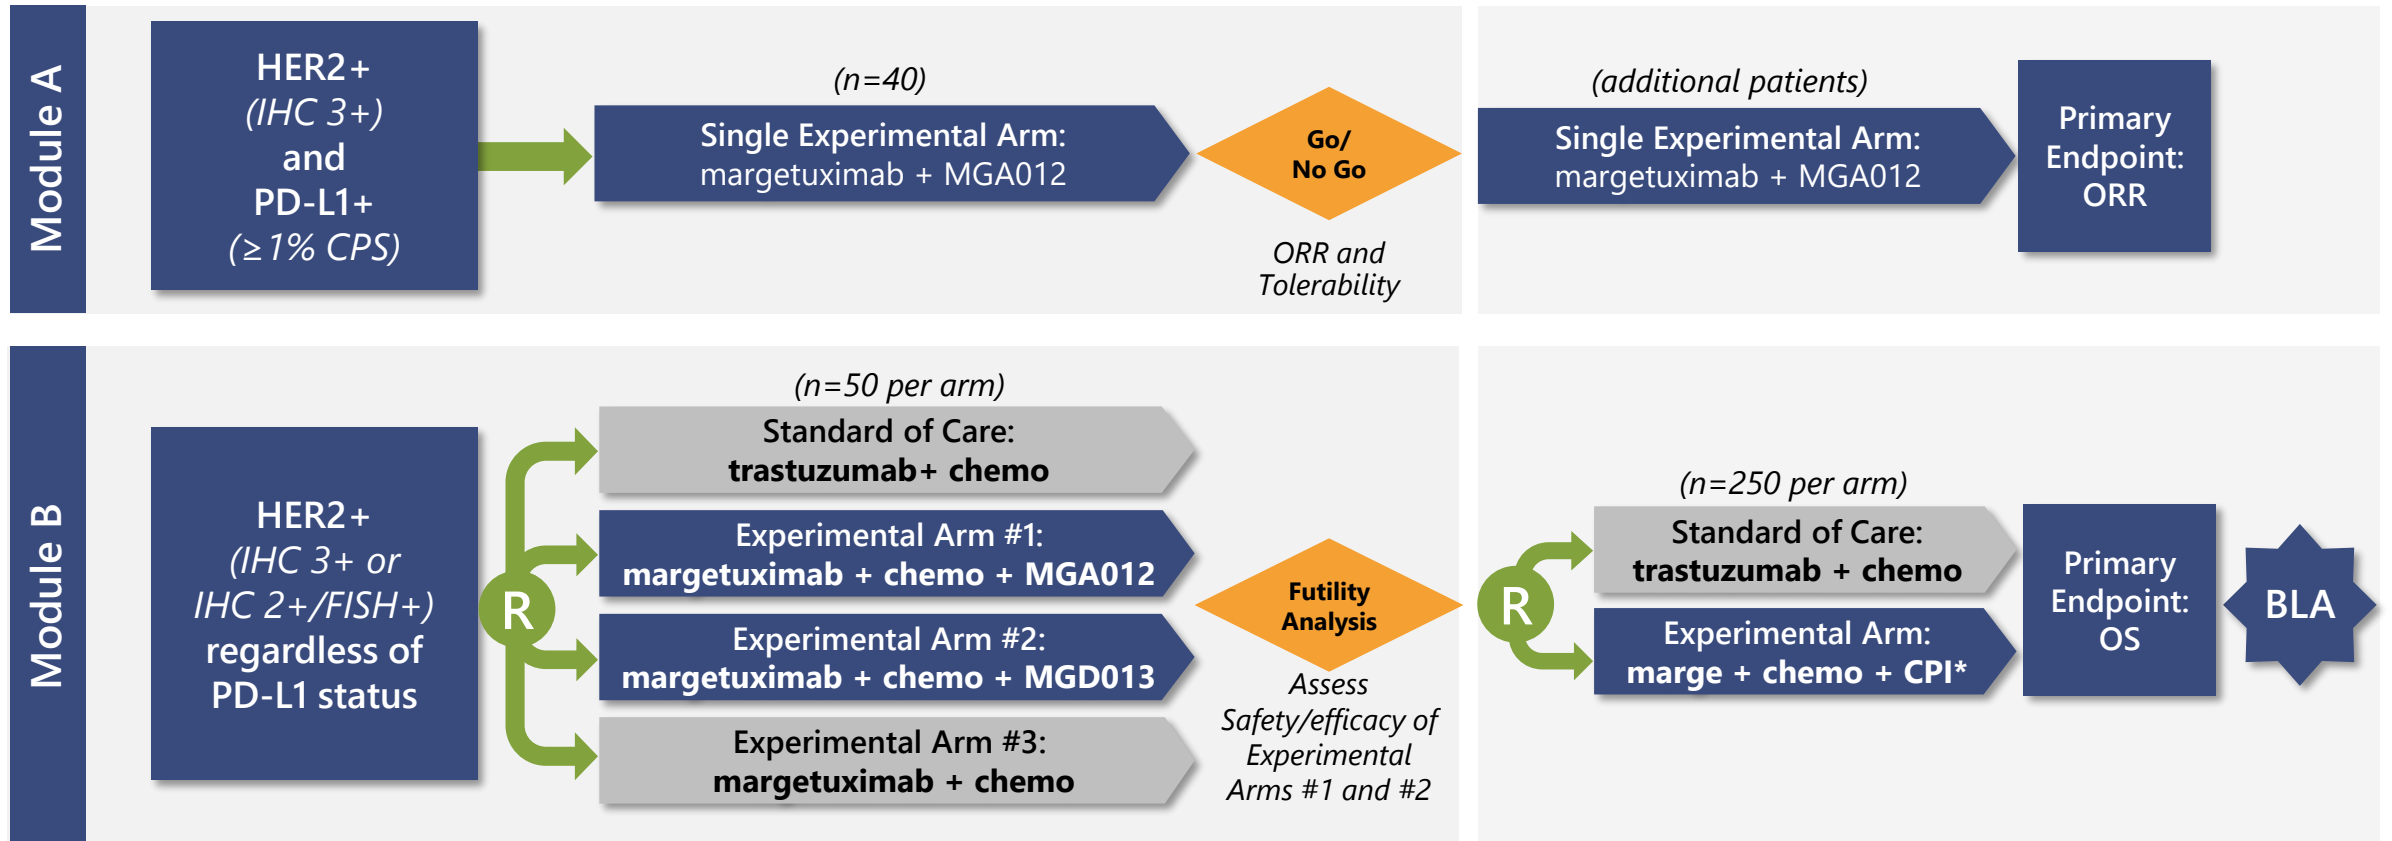 Module A
HER2+
(IHC 3+)
and
PD-L1+
(≥1% CPS)
(n=40)
Single Experimental Arm:
margetuximab + MGA012
Go/
No Go
ORR and
Tolerability
(additional patients)
Single Experimental Arm:
margetuximab + MGA012
Primary
Endpoint:
ORR
Module B
HER2+
(IHC 3+ or
IHC 2+/FISH+)
regardless of
PD-L1 status
R
(n=50 per arm)
Standard of Care:
trastuzumab+ chemo
Experimental Arm #1:
margetuximab + chemo + MGA012
Experimental Arm #2:
margetuximab + chemo + MGD013
Experimental Arm #3:
margetuximab + chemo
Futility
Analysis
Assess
Safety/efficacy of
Experimental
Arms #1 and #2
R
(n=250 per arm)
Standard of Care:
trastuzumab + chemo
Experimental Arm:
marge + chemo + CPI*
Primary
Endpoint:
OS
BLA